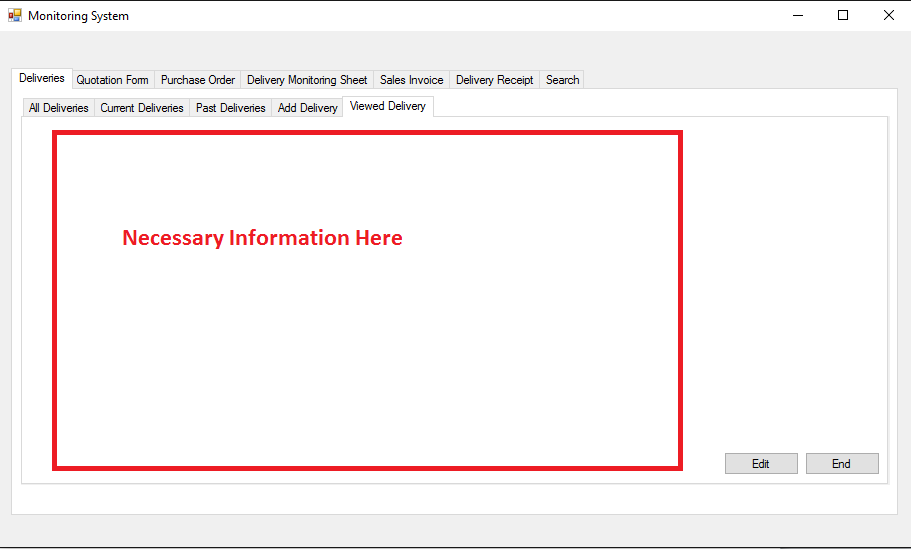 Monitoring System
Deliveries Quotation Form Purchase Order Delivery Monitoring Sheet Sales Invoice Delivery Receipt Search
All Deliveries Current Deliveries Past Deliveries Add Delivery Viewed Delivery
Necessary Information Here
Edit End